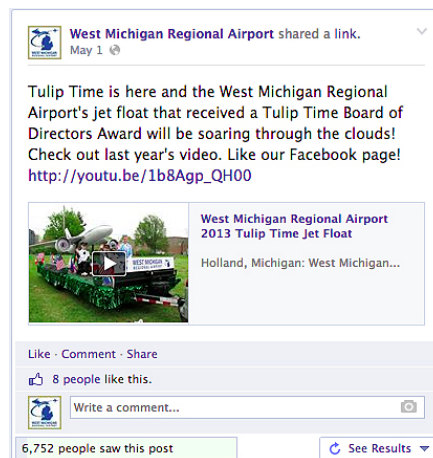 West Michigan Regional Airport shared a link.
May 1
Tulip Time is here and the West Michigan Regional
Airport's jet float that received a Tulip Time Board of
Directors Award will be soaring through the clouds!
Check out last year's video. Like our Facebook page!
http://youtu.be/1b8Agp_QH00
West Michigan Regional Airport
2013 Tulip Time Jet Float
Holland, Michigan: West Michigan...
WEST MICHIGAN
Like · Comment · Share
8 people like this.
Write a comment...
6,752 people saw this post
See Results